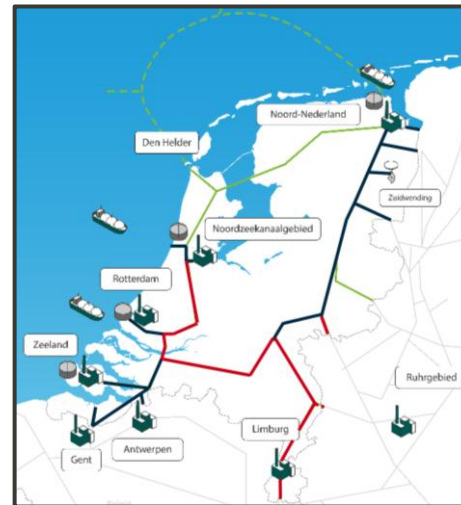 Noord-Nederland
Den Helder
Zuidwending
Noordzeekanaalgebied
Rotterdam
Zeeland
Ruhrgebied
Limburg
Antwerpen
Gent